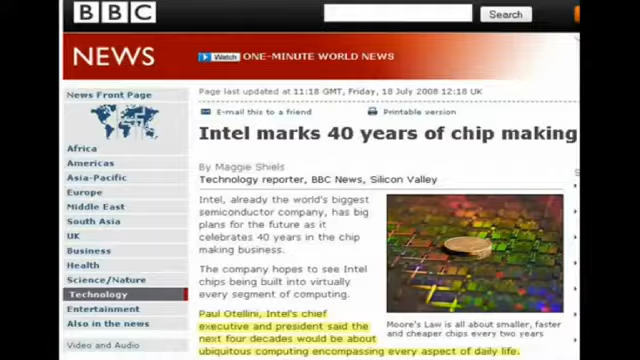 BBC
Search
NEWS
Watch ONE-MINUTE WORLD NEWS
News Front Page
Africa
Americas
Asia-Pacific
Europe
Middle East
South Asia
UK
Business
Health
Science/Nature
Technology
Entertainment
Also in the news
Video and Audio
Page last updated at 11:18 GMT, Friday, 18 July 2008 12:18 UK
E-mail this to a friend
Printable version
Intel marks 40 years of chip making
By Maggie Shiels
Technology reporter, BBC News, Silicon Valley
Intel, already the world's biggest
semiconductor company, has big
plans for the future as it
celebrates 40 years in the chip
making business.
The company hopes to see Intel
chips being built into virtually
every segment of computing.
Paul Otellini, Intel's chief
executive and president said the
next four decades would be about
ubiquitous computing encompassing every aspect of daily life.
Moore's Law is all about smaller, faster
and cheaper chips every two years